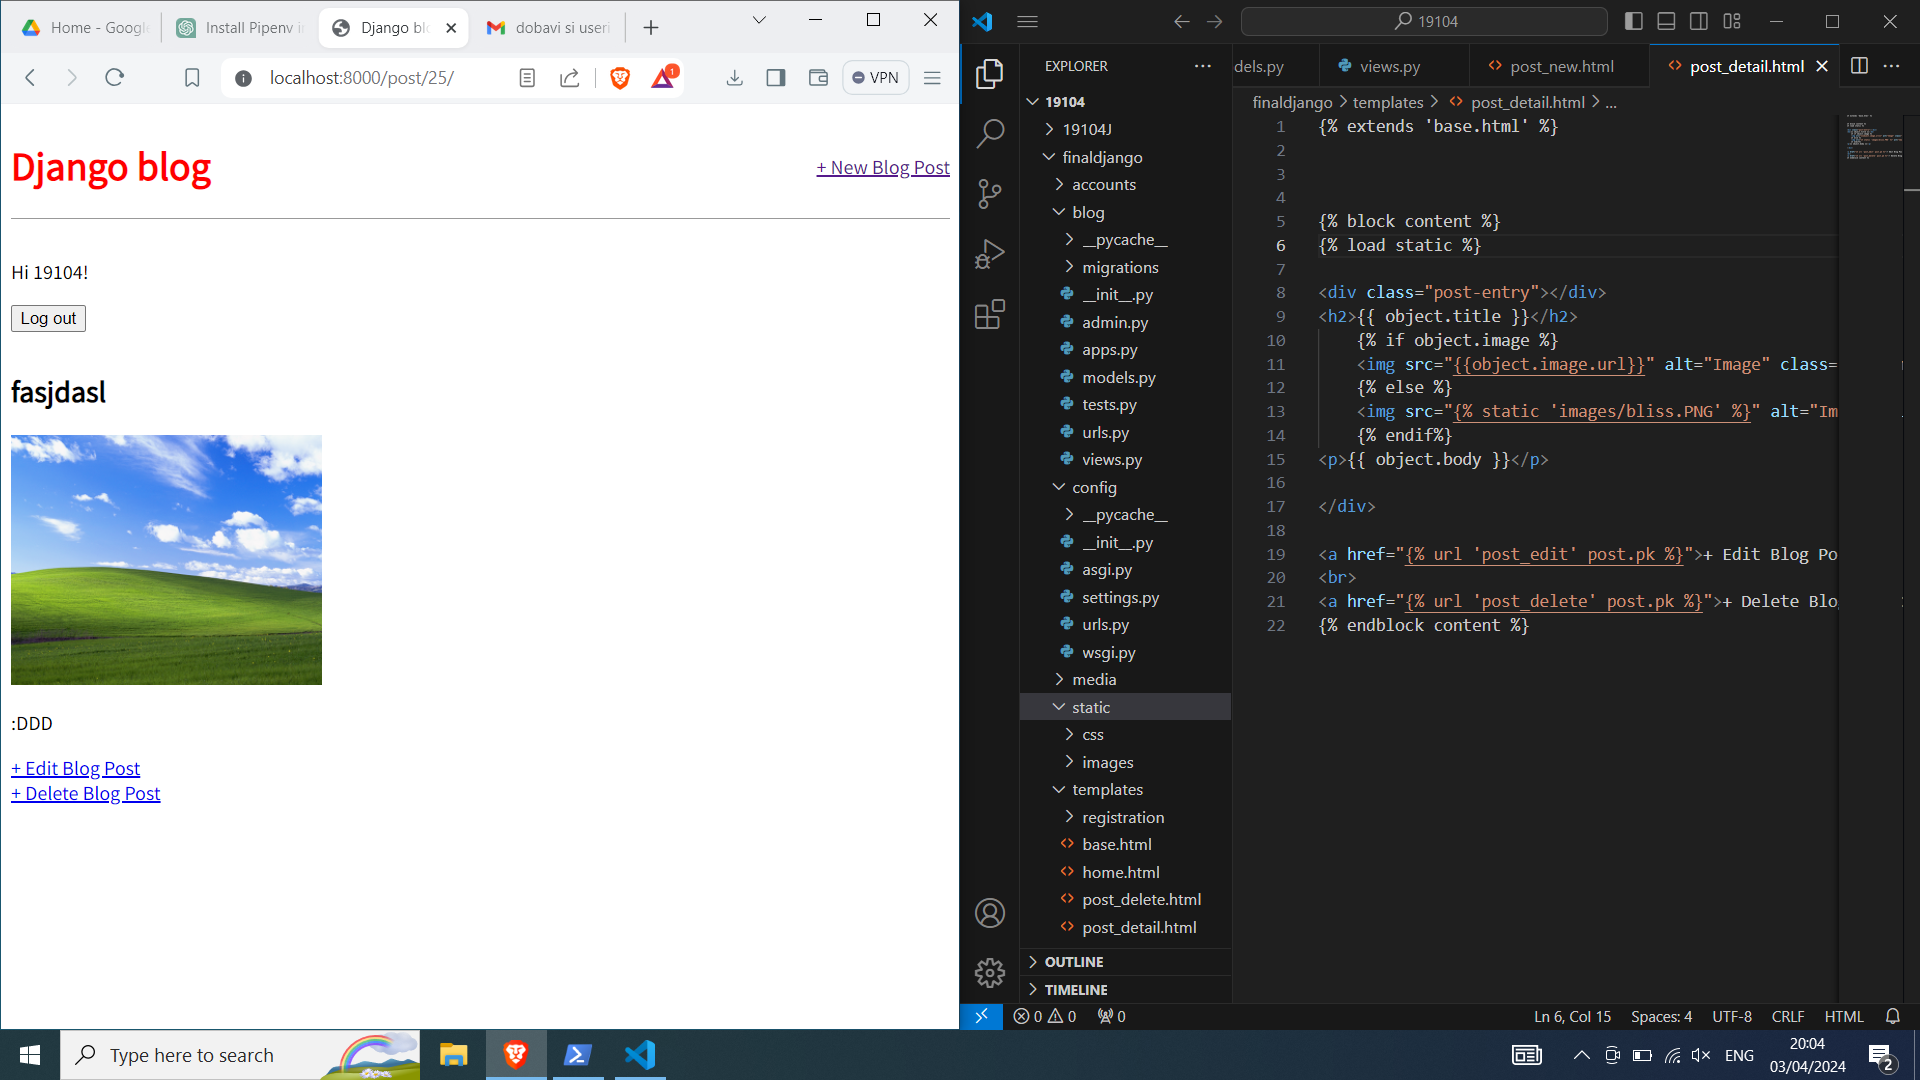 Home - Google
Install Pipenv in
Django blo
dobavi si useri
localhost:8000/post/25/
1
VPN
Django blog
+ New Blog Post
Hi 19104!
Log out
fasjdasl
:DDD
+ Edit Blog Post
+ Delete Blog Post
19104
EXPLORER
19104
19104J
finaldjango
accounts
blog
__pycache__
migrations
__init__.py
admin.py
apps.py
models.py
tests.py
urls.py
views.py
config
__pycache__
__init__.py
asgi.py
settings.py
urls.py
wsgi.py
media
static
css
images
templates
registration
base.html
home.html
post_delete.html
post_detail.html
OUTLINE
TIMELINE
dels.py
views.py
post_new.html
post_detail.html
finaldjango > templates > post_detail.html > ...
1 {% extends 'base.html' %}
2
3
4
5 {% block content %}
6 {% load static %}
7
8 <div class="post-entry"></div>
9 <h2>{{ object.title }}</h2>
10 {% if object.image %}
11 <img src="{{object.image.url}}" alt="Image" class=
12 {% else %}
13 <img src="{% static 'images/bliss.PNG' %}" alt="Im
14 {% endif%}
15 <p>{{ object.body }}</p>
16
17 </div>
18
19 <a href="{% url 'post_edit' post.pk %}">+ Edit Blog Po
20 <br>
21 <a href="{% url 'post_delete' post.pk %}">+ Delete Blog
22 {% endblock content %}
0 0 0
Ln 6, Col 15
Spaces: 4
UTF-8
CRLF
HTML
Type here to search
ENG
20:04
03/04/2024
2